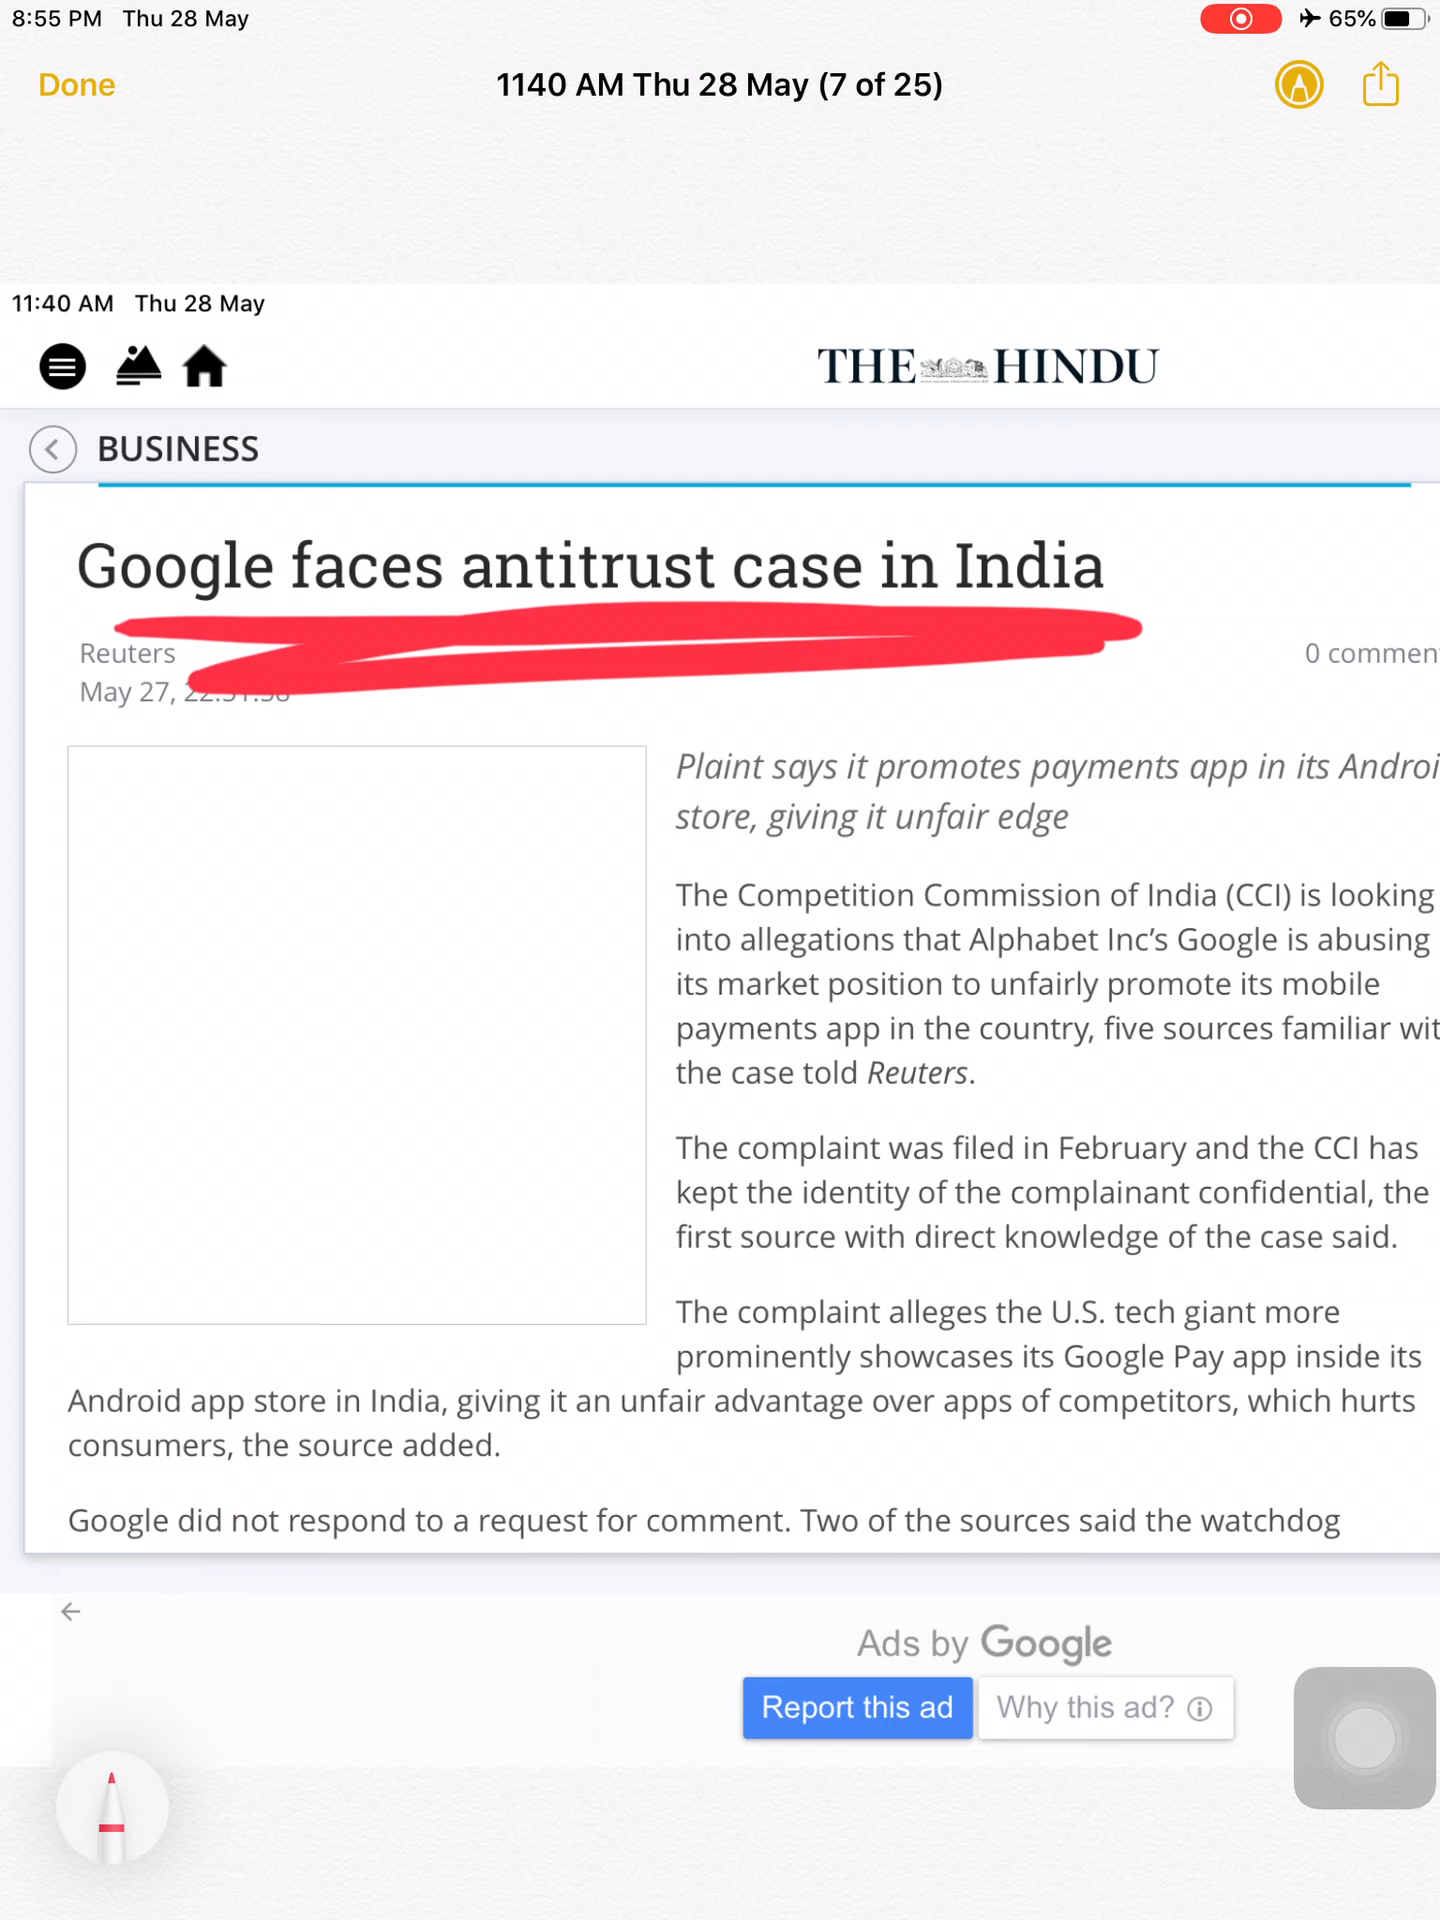 8:55 PM Thu 28 May
65%
Done
1140 AM Thu 28 May (7 of 25)
11:40 AM Thu 28 May
THE HINDU
BUSINESS
Google faces antitrust case in India
Reuters
0 commen
May 27,
Plaint says it promotes payments app in its Androi
store, giving it unfair edge
The Competition Commission of India (CCI) is looking
into allegations that Alphabet Inc’s Google is abusing
its market position to unfairly promote its mobile
payments app in the country, five sources familiar wit
the case told Reuters.
The complaint was filed in February and the CCI has
kept the identity of the complainant confidential, the
first source with direct knowledge of the case said.
The complaint alleges the U.S. tech giant more
prominently showcases its Google Pay app inside its
Android app store in India, giving it an unfair advantage over apps of competitors, which hurts
consumers, the source added.
Google did not respond to a request for comment. Two of the sources said the watchdog
Ads by Google
Report this ad
Why this ad?